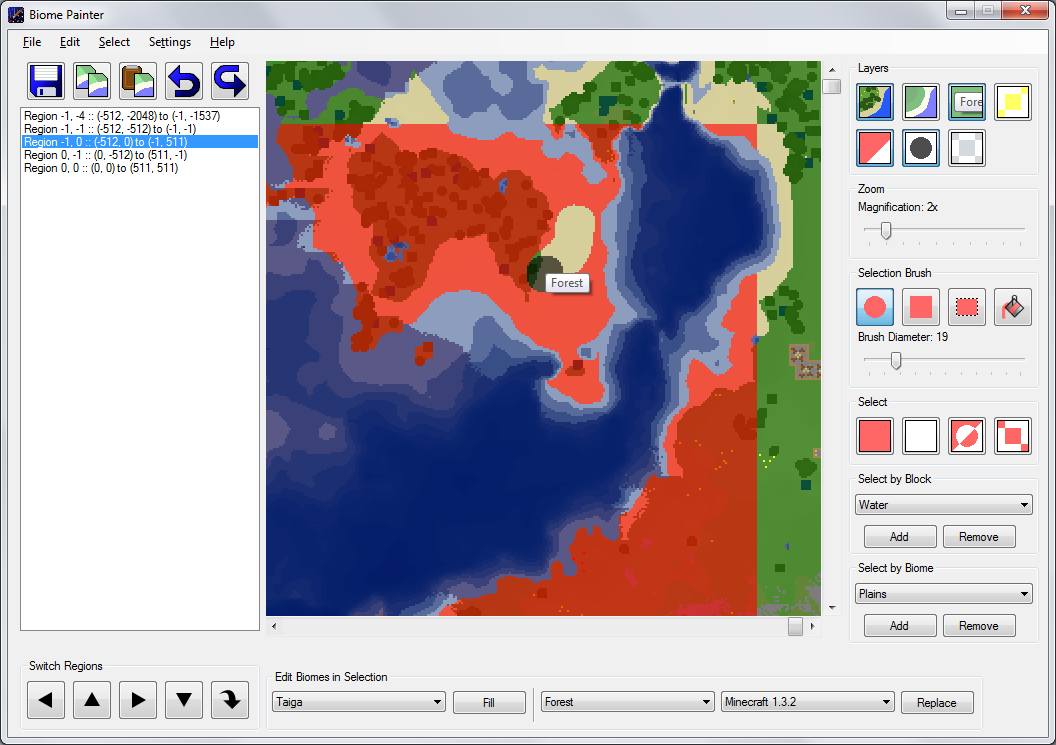 Biome Painter
File Edit Select Settings Help
Region -1, -4 :: (-512, -2048) to (-1, -1537)
Region -1, -1 :: (-512, -512) to (-1, -1)
Region -1, 0 :: (-512, 0) to (-1, 511)
Region 0, -1 :: (0, -512) to (511, -1)
Region 0, 0 :: (0, 0) to (511, 511)
Forest
Layers
Fore
Zoom
Magnification: 2x
Selection Brush
Brush Diameter: 19
Select
Select by Block
Water
Add Remove
Select by Biome
Plains
Add Remove
Switch Regions
Edit Biomes in Selection
Taiga Fill Forest Minecraft 1.3.2 Replace